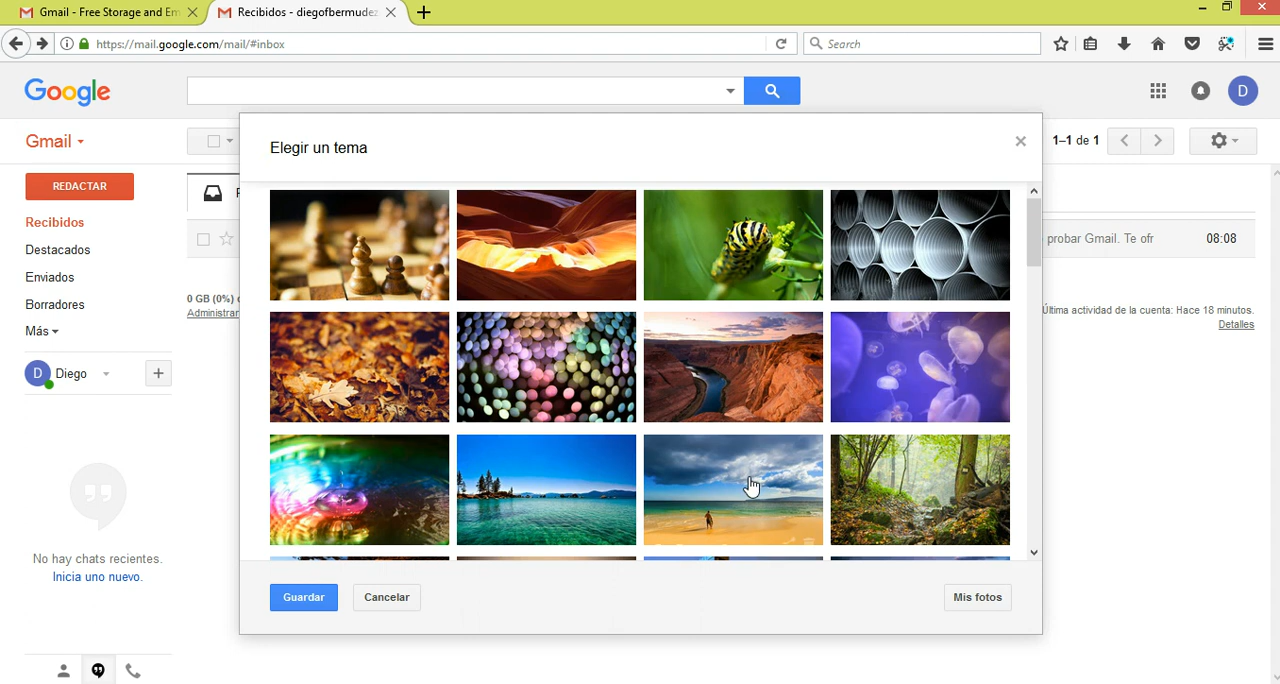 Gmail - Free Storage and Em
Recibidos - diegofbermudez
https://mail.google.com/mail/#inbox
Search
Google
D
Gmail
Elegir un tema
1–1 de 1
REDACTAR
Recibidos
Destacados
Enviados
Borradores
Más
probar Gmail. Te ofr
08:08
0 GB (0%)
Administrar
Última actividad de la cuenta: Hace 18 minutos.
Detalles
D
Diego
No hay chats recientes.
Inicia uno nuevo.
Guardar
Cancelar
Mis fotos